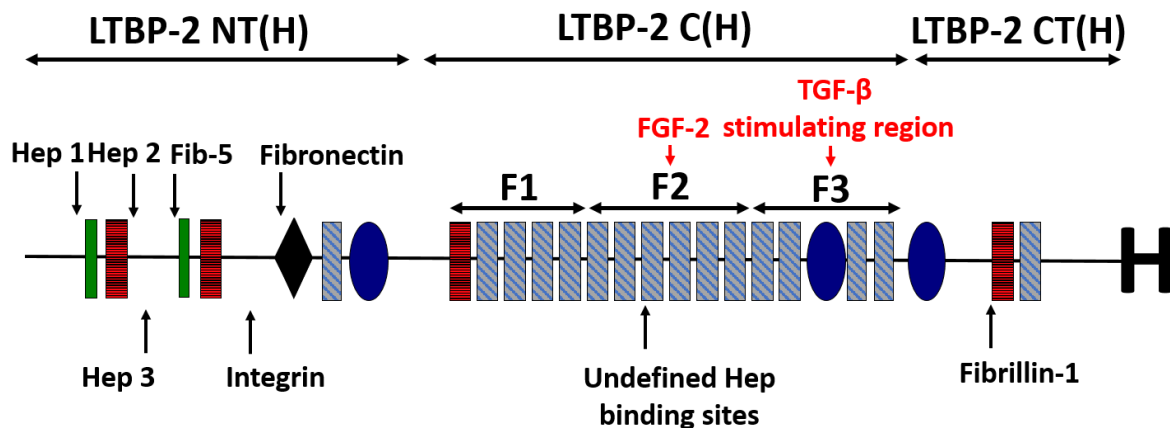 LTBP-2 NT(H)
LTBP-2 C(H)
LTBP-2 CT(H)
TGF-β
FGF-2 stimulating region
Hep 1 Hep 2 Fib-5 Fibronectin
F1 F2 F3
H
Hep 3 Integrin
Undefined Hep
binding sites
Fibrillin-1